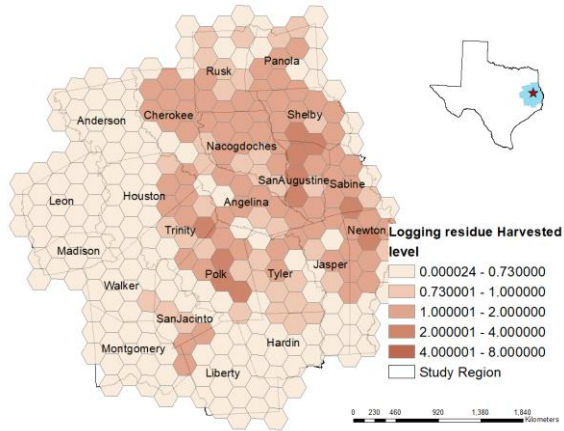 Rusk
Panola
Cherokee
Shelby
Anderson
Nacogdoches
SanAugustine
Sabine
Houston
Leon
Angelina
Trinity
Newton
Madison
Polk
Tyler
Jasper
Walker
SanJacinto
Montgomery
Hardin
Liberty
Logging residue Harvested
level
0.000024 - 0.730000
0.730001 - 1.000000
1.000001 - 2.000000
2.000001 - 4.000000
4.000001 - 8.000000
Study Region
0 230 460 920 1,380 1,840
Kilometers